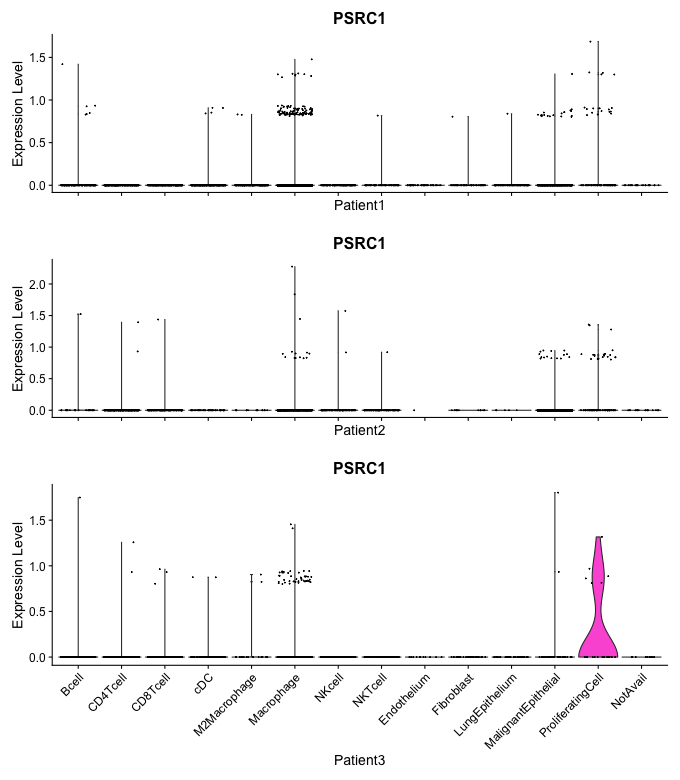 PSRC1
Expression Level
1.5
1.0
0.5
0.0
Patient1
PSRC1
Expression Level
2.0
1.5
1.0
0.5
0.0
Patient2
PSRC1
Expression Level
1.5
1.0
0.5
0.0
Bcell
CD4Tcell
CD8Tcell
cDC
M2Macrophage
Macrophage
NKcell
NKTcell
Endothelium
Fibroblast
LungEpithelium
MalignantEpithelial
ProliferatingCell
NotAvail
Patient3